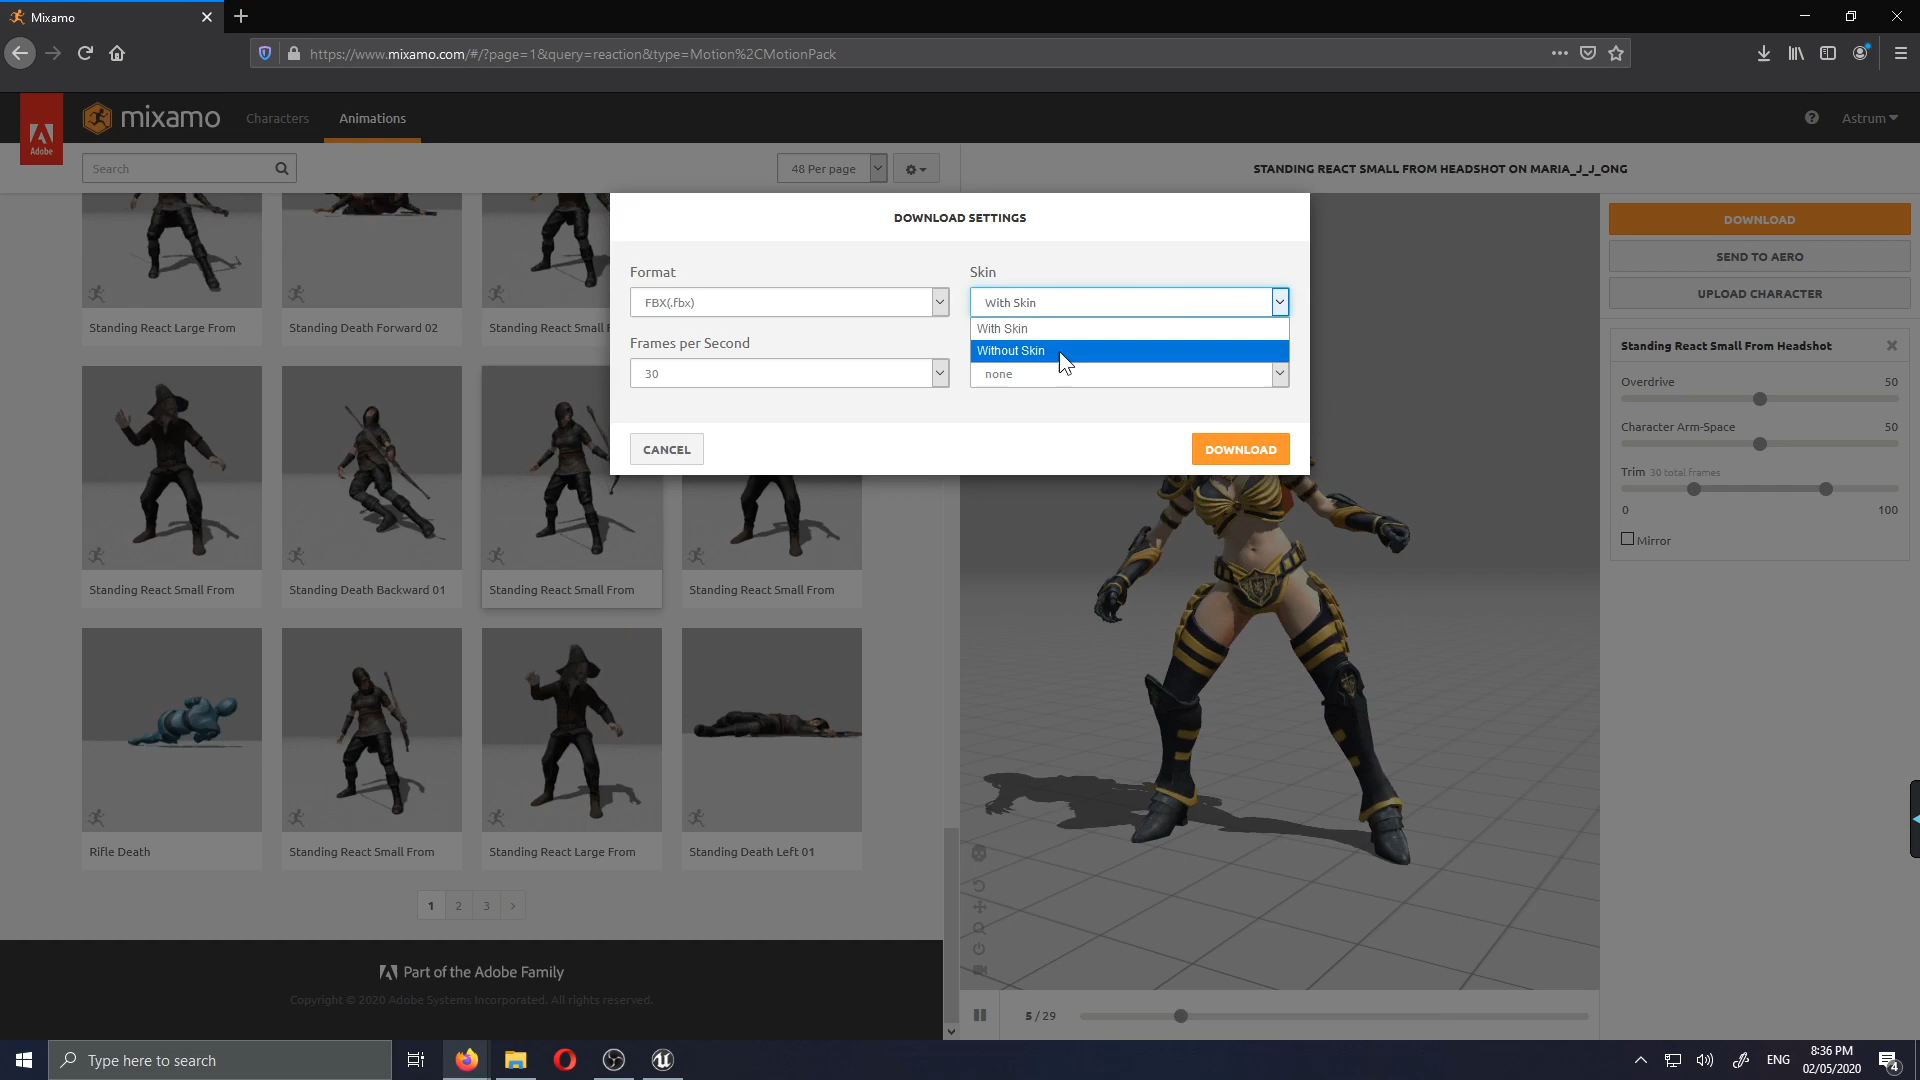 Mixamo
https://www.mixamo.com/#/?page=1&query=reaction&type=Motion%2CMotionPack
Adobe
mixamo
Characters
Animations
Astrum
Search
48 Per page
STANDING REACT SMALL FROM HEADSHOT ON MARIA_J_J_ONG
DOWNLOAD SETTINGS
Format
Skin
FBX(.fbx)
With Skin
With Skin
Without Skin
Frames per Second
30
none
CANCEL
DOWNLOAD
DOWNLOAD
SEND TO AERO
UPLOAD CHARACTER
Standing React Small From Headshot
Overdrive 50
Character Arm-Space 50
Trim 30 total frames
0 100
Mirror
Standing React Large From
Standing Death Forward 02
Standing React Small F
Standing React Small From
Standing Death Backward 01
Standing React Small From
Standing React Small From
Rifle Death
Standing React Small From
Standing React Large From
Standing Death Left 01
1 2 3
Part of the Adobe Family
Copyright © 2020 Adobe Systems Incorporated. All rights reserved.
5 / 29
Type here to search
ENG
8:36 PM
02/05/2020
4